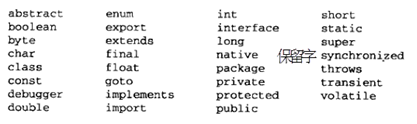 abstract enum int short
boolean export interface static
byte extends long super
char final native 保留字 synchronized
class float package throws
const goto private transient
debugger implements protected volatile
double import public